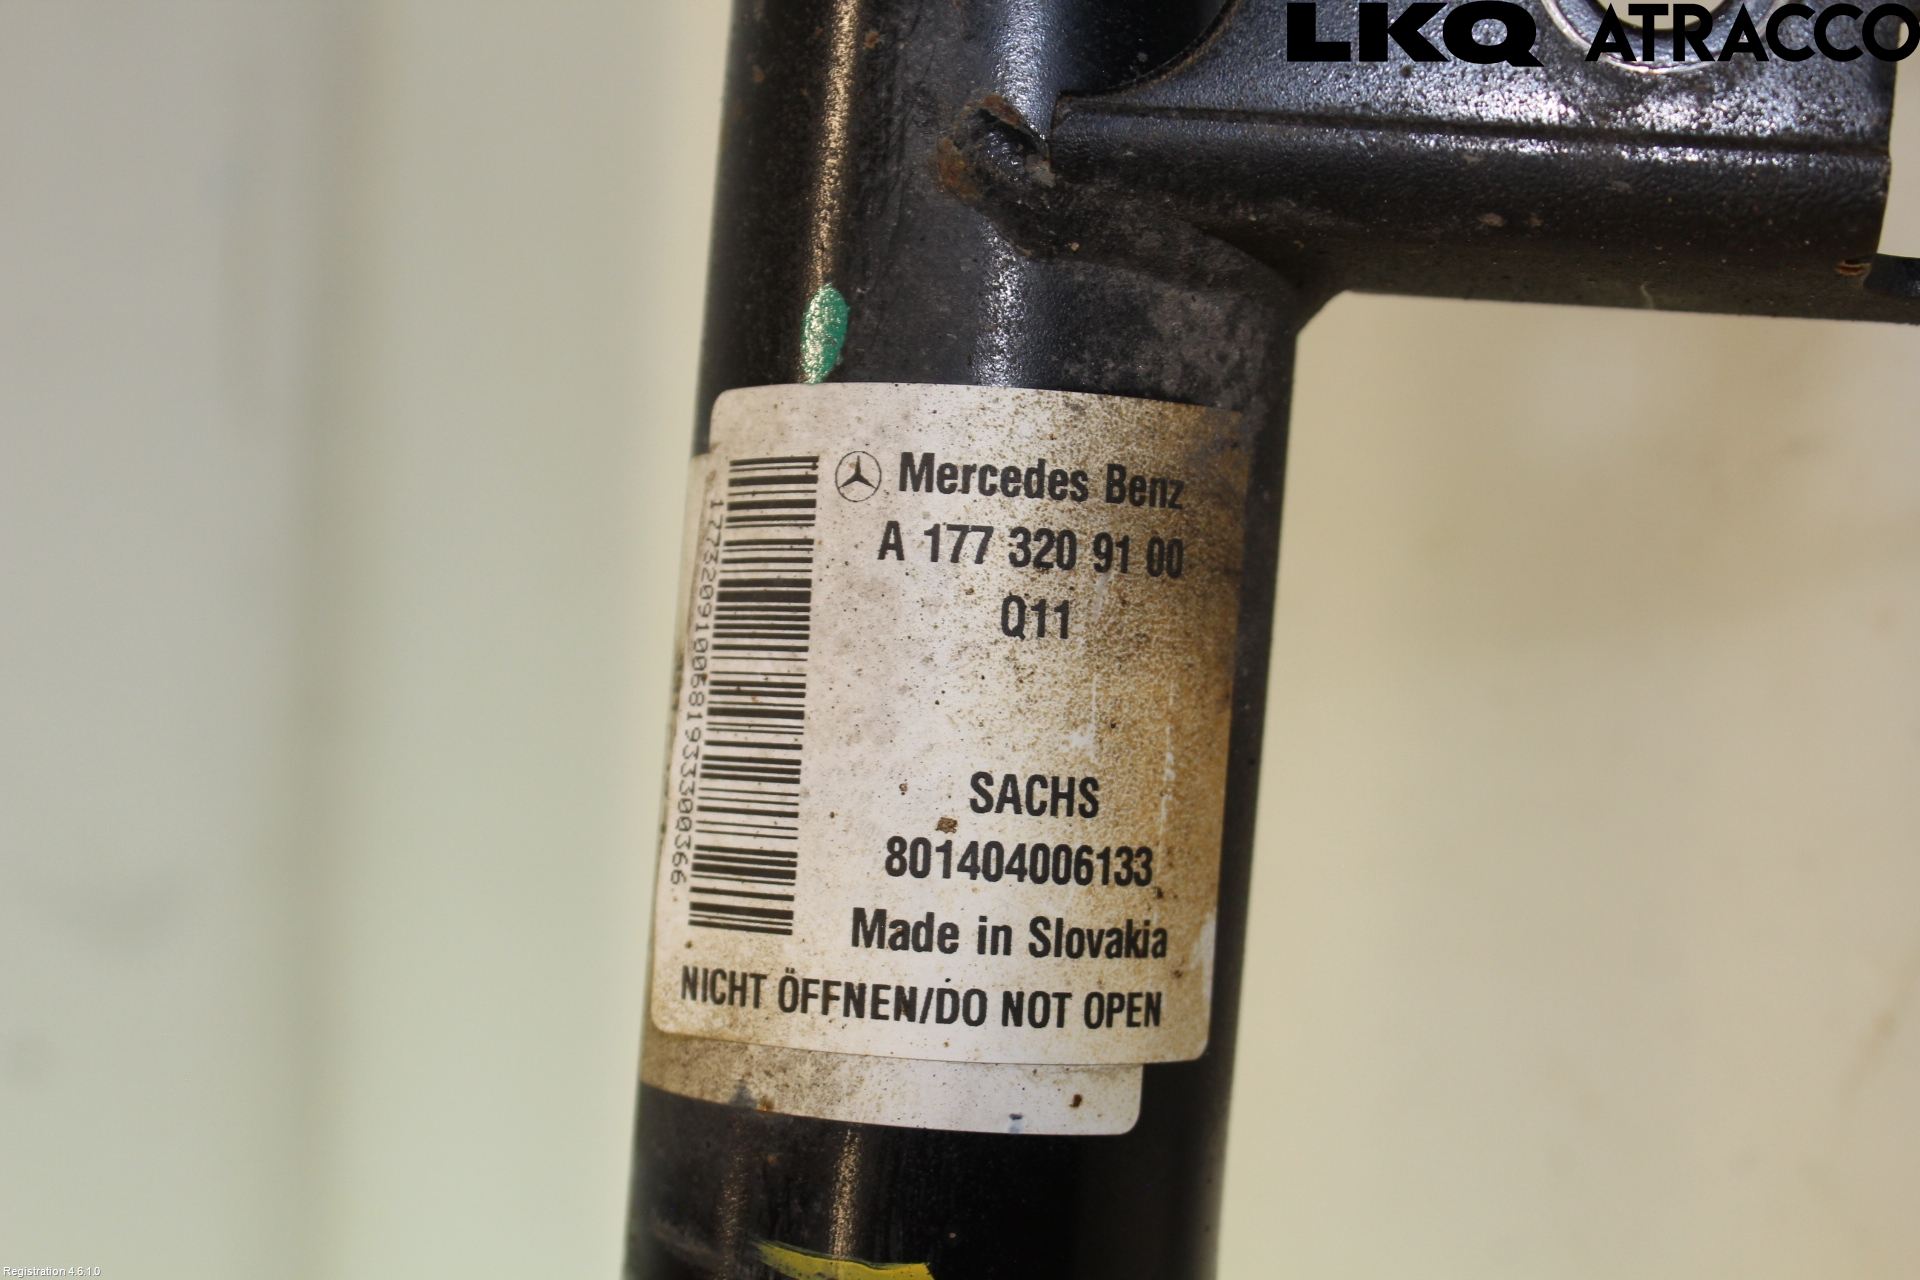 LKQ ATRACCO
Mercedes Benz
A 177 320 91 00
Q11
SACHS
801404006133
Made in Slovakia
NICHT ÖFFNEN/DO NOT OPEN
1773209100681933300366
Registration 4.6.1.0